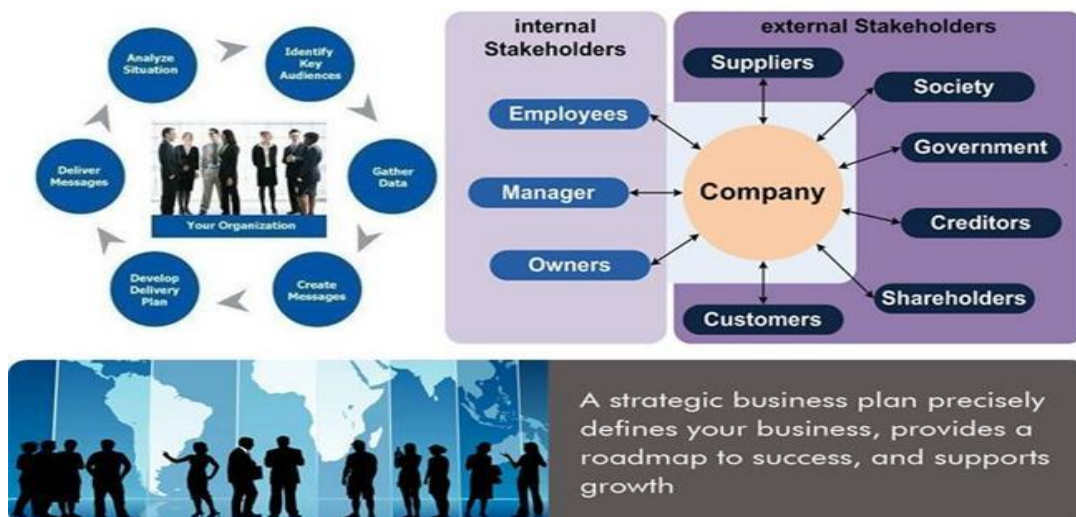 Analyze
Situation
Identify
Key
Audiences
Gather
Data
Create
Messages
Develop
Delivery
Plan
Deliver
Messages
Your Organization
internal
Stakeholders
Employees
Manager
Owners
external Stakeholders
Suppliers
Society
Government
Creditors
Shareholders
Customers
Company
A strategic business plan precisely
defines your business, provides a
roadmap to success, and supports
growth